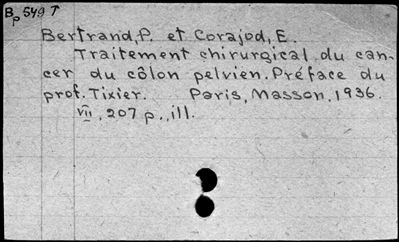 Bp 549 T
Bertrand, P. et Corajod, E.
Traitement chirurgical du can-
cer du côlon pelvien. Préface du
prof. Tixier. Paris, Masson, 1936.
VII, 207 p., ill.